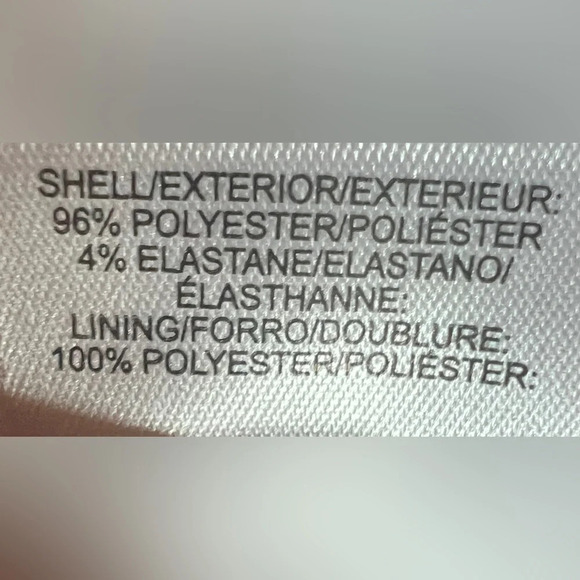 SHELL/EXTERIOR/EXTERIEUR:
96% POLYESTER/POLIÉSTER
4% ELASTANE/ELASTANO/
ÉLASTHANNE:
LINING/FORRO/DOUBLURE:
100% POLYESTER/POLIÉSTER: